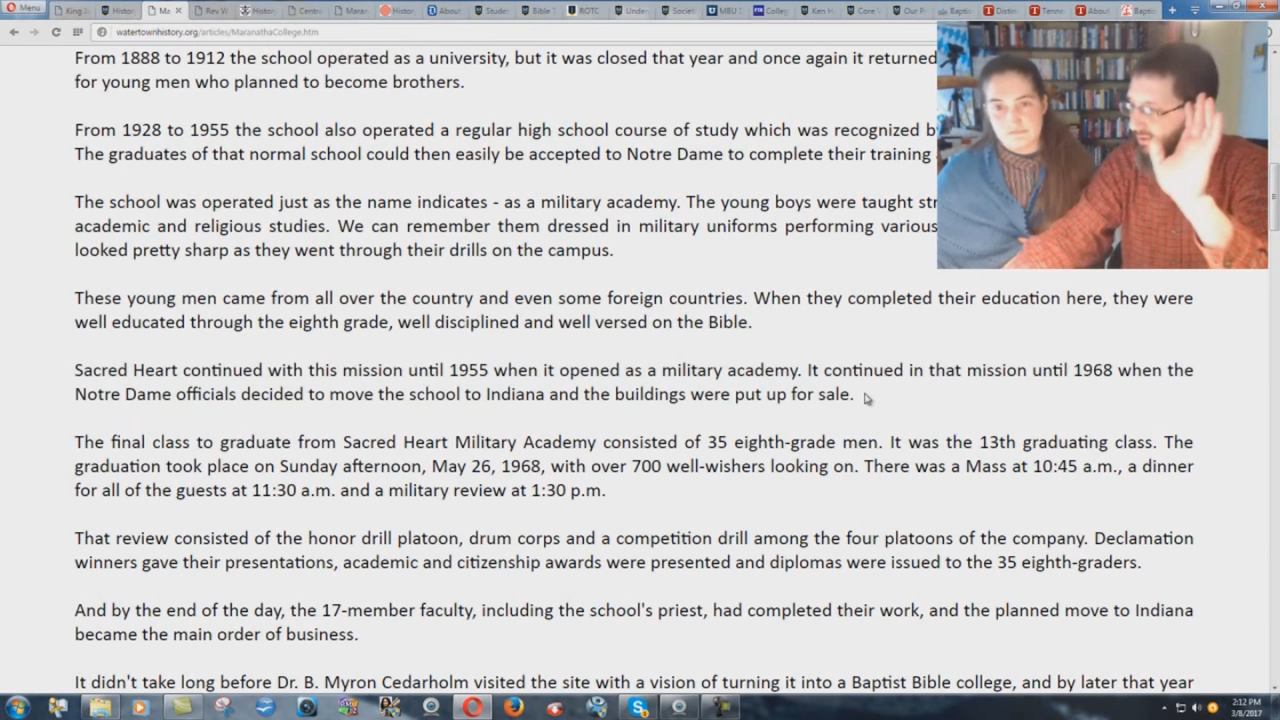 Menu
watertownhistory.org/articles/MaranathaCollege.htm
From 1888 to 1912 the school operated as a university, but it was closed that year and once again it returned
for young men who planned to become brothers.
From 1928 to 1955 the school also operated a regular high school course of study which was recognized
The graduates of that normal school could then easily be accepted to Notre Dame to complete their training
The school was operated just as the name indicates - as a military academy. The young boys were taught
academic and religious studies. We can remember them dressed in military uniforms performing various
looked pretty sharp as they went through their drills on the campus.
These young men came from all over the country and even some foreign countries. When they completed their education here, they were
well educated through the eighth grade, well disciplined and well versed on the Bible.
Sacred Heart continued with this mission until 1955 when it opened as a military academy. It continued in that mission until 1968 when the
Notre Dame officials decided to move the school to Indiana and the buildings were put up for sale.
The final class to graduate from Sacred Heart Military Academy consisted of 35 eighth-grade men. It was the 13th graduating class. The
graduation took place on Sunday afternoon, May 26, 1968, with over 700 well-wishers looking on. There was a Mass at 10:45 a.m., a dinner
for all of the guests at 11:30 a.m. and a military review at 1:30 p.m.
That review consisted of the honor drill platoon, drum corps and a competition drill among the four platoons of the company. Declamation
winners gave their presentations, academic and citizenship awards were presented and diplomas were issued to the 35 eighth-graders.
And by the end of the day, the 17-member faculty, including the school's priest, had completed their work, and the planned move to Indiana
became the main order of business.
It didn't take long before Dr. B. Myron Cedarholm visited the site with a vision of turning it into a Baptist Bible college, and by later that year
2:12 PM
3/8/2017